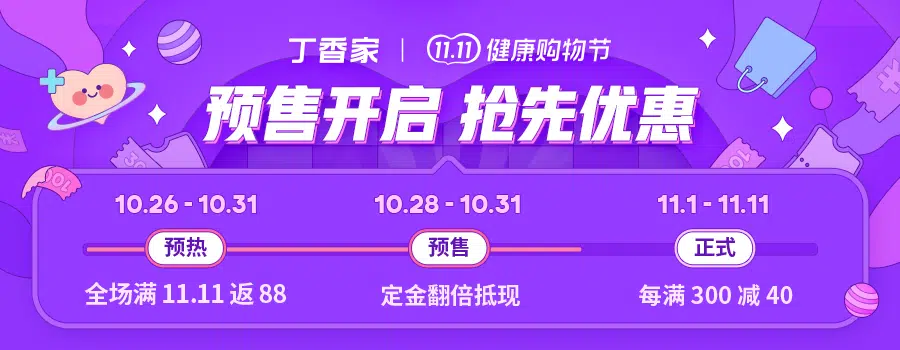 丁香家 | 11.11 健康购物节
预售开启 抢先优惠
10.26 - 10.31
预热
全场满 11.11 返 88
10.28 - 10.31
预售
定金翻倍抵现
11.1 - 11.11
正式
每满 300 减 40